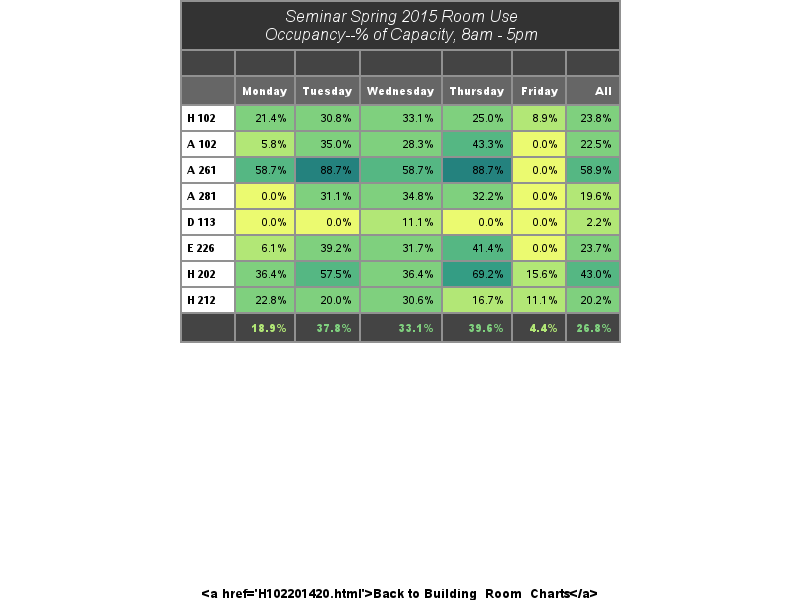 Seminar Spring 2015 Room Use
Occupancy--% of Capacity, 8am - 5pm
Monday Tuesday Wednesday Thursday Friday All
H 102 21.4% 30.8% 33.1% 25.0% 8.9% 23.8%
A 102 5.8% 35.0% 28.3% 43.3% 0.0% 22.5%
A 261 58.7% 88.7% 58.7% 88.7% 0.0% 58.9%
A 281 0.0% 31.1% 34.8% 32.2% 0.0% 19.6%
D 113 0.0% 0.0% 11.1% 0.0% 0.0% 2.2%
E 226 6.1% 39.2% 31.7% 41.4% 0.0% 23.7%
H 202 36.4% 57.5% 36.4% 69.2% 15.6% 43.0%
H 212 22.8% 20.0% 30.6% 16.7% 11.1% 20.2%
18.9% 37.8% 33.1% 39.6% 4.4% 26.8%
<a href='H102201420.html'>Back to Building_Room_Charts</a>